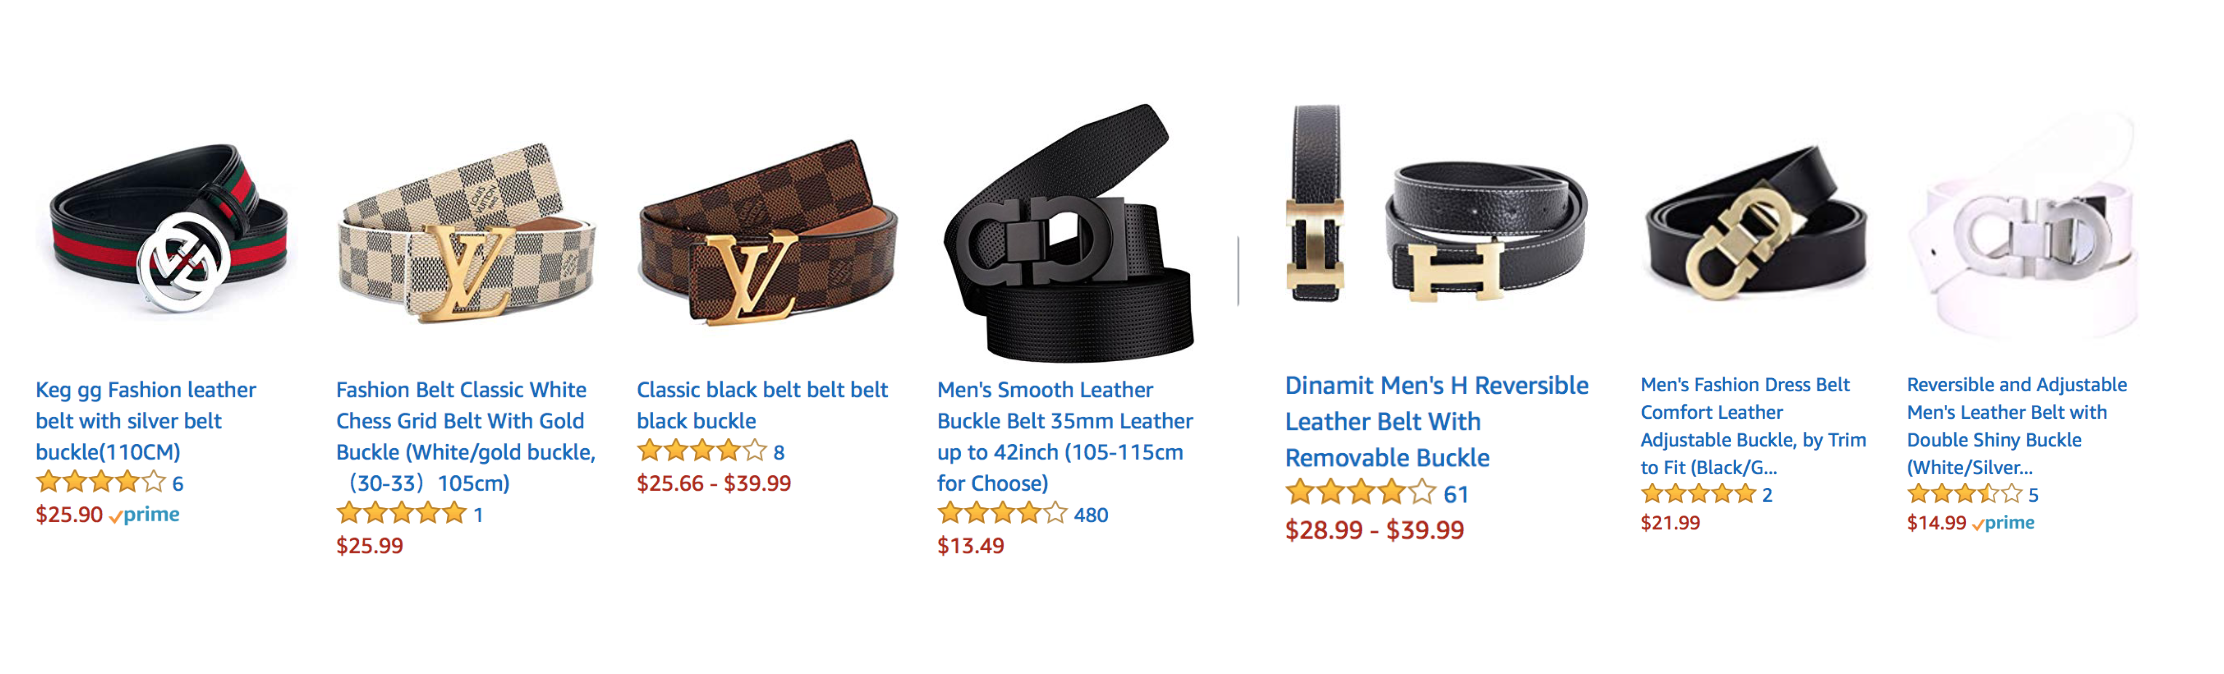 LOUIS
VUITTON
Keg gg Fashion leather
belt with silver belt
buckle(110CM)
6
$25.90 prime
Fashion Belt Classic White
Chess Grid Belt With Gold
Buckle (White/gold buckle,
（30-33）105cm)
1
$25.99
Classic black belt belt belt
black buckle
8
$25.66 - $39.99
Men's Smooth Leather
Buckle Belt 35mm Leather
up to 42inch (105-115cm
for Choose)
480
$13.49
Dinamit Men's H Reversible
Leather Belt With
Removable Buckle
61
$28.99 - $39.99
Men's Fashion Dress Belt
Comfort Leather
Adjustable Buckle, by Trim
to Fit (Black/G...
2
$21.99
Reversible and Adjustable
Men's Leather Belt with
Double Shiny Buckle
(White/Silver...
5
$14.99 prime